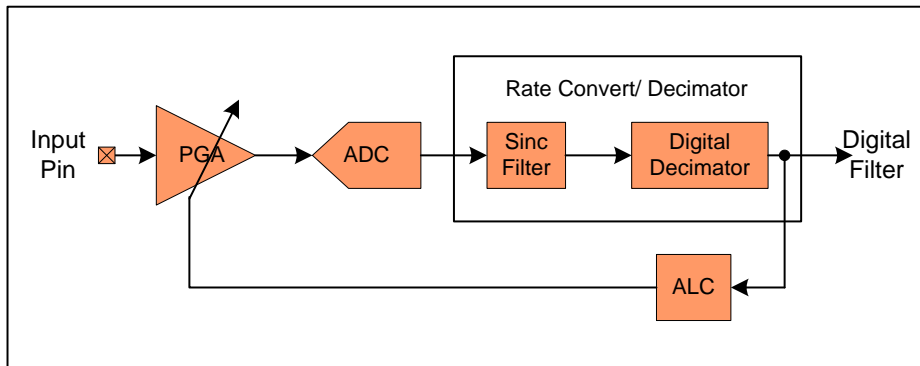 Rate Convert/ Decimator
Input
Pin
PGA
ADC
Sinc
Filter
Digital
Decimator
Digital
Filter
ALC